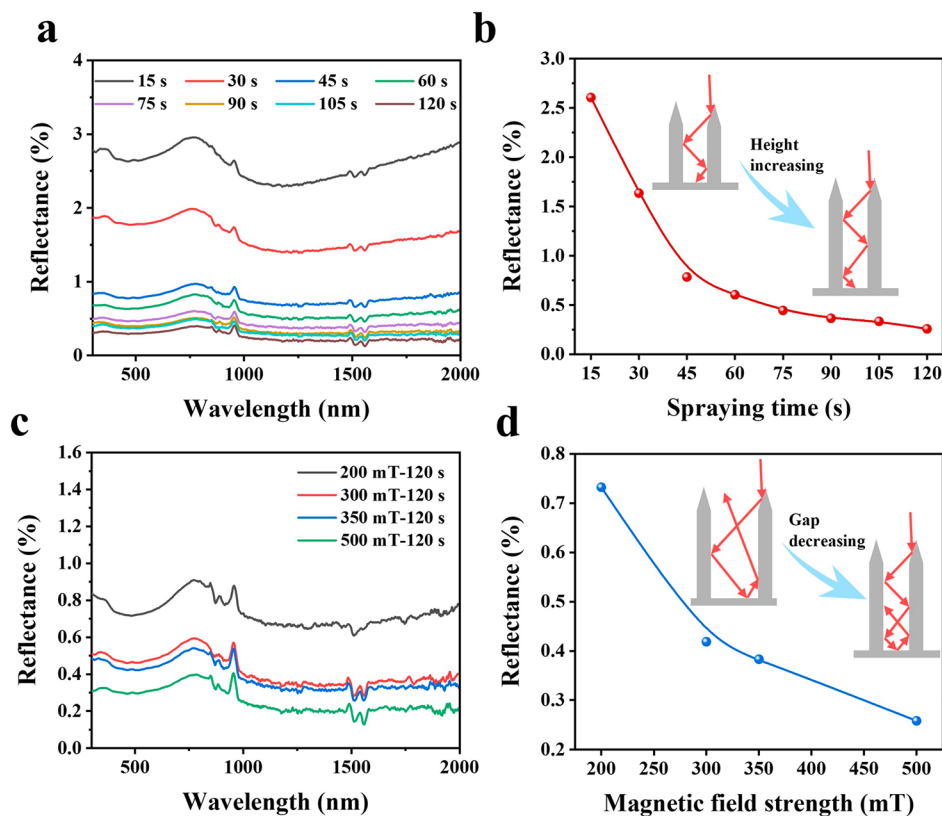 a
4
3
2
1
0
15 s
30 s
45 s
60 s
75 s
90 s
105 s
120 s
500
1000
1500
2000
Reflectance (%)
Wavelength (nm)
b
3.0
2.5
2.0
1.5
1.0
0.5
0.0
Height
increasing
15
30
45
60
75
90
105
120
Reflectance (%)
Spraying time (s)
c
1.6
1.4
1.2
1.0
0.8
0.6
0.4
0.2
0.0
200 mT-120 s
300 mT-120 s
350 mT-120 s
500 mT-120 s
500
1000
1500
2000
Reflectance (%)
Wavelength (nm)
d
0.8
0.7
0.6
0.5
0.4
0.3
0.2
Gap
decreasing
200
250
300
350
400
450
500
Reflectance (%)
Magnetic field strength (mT)